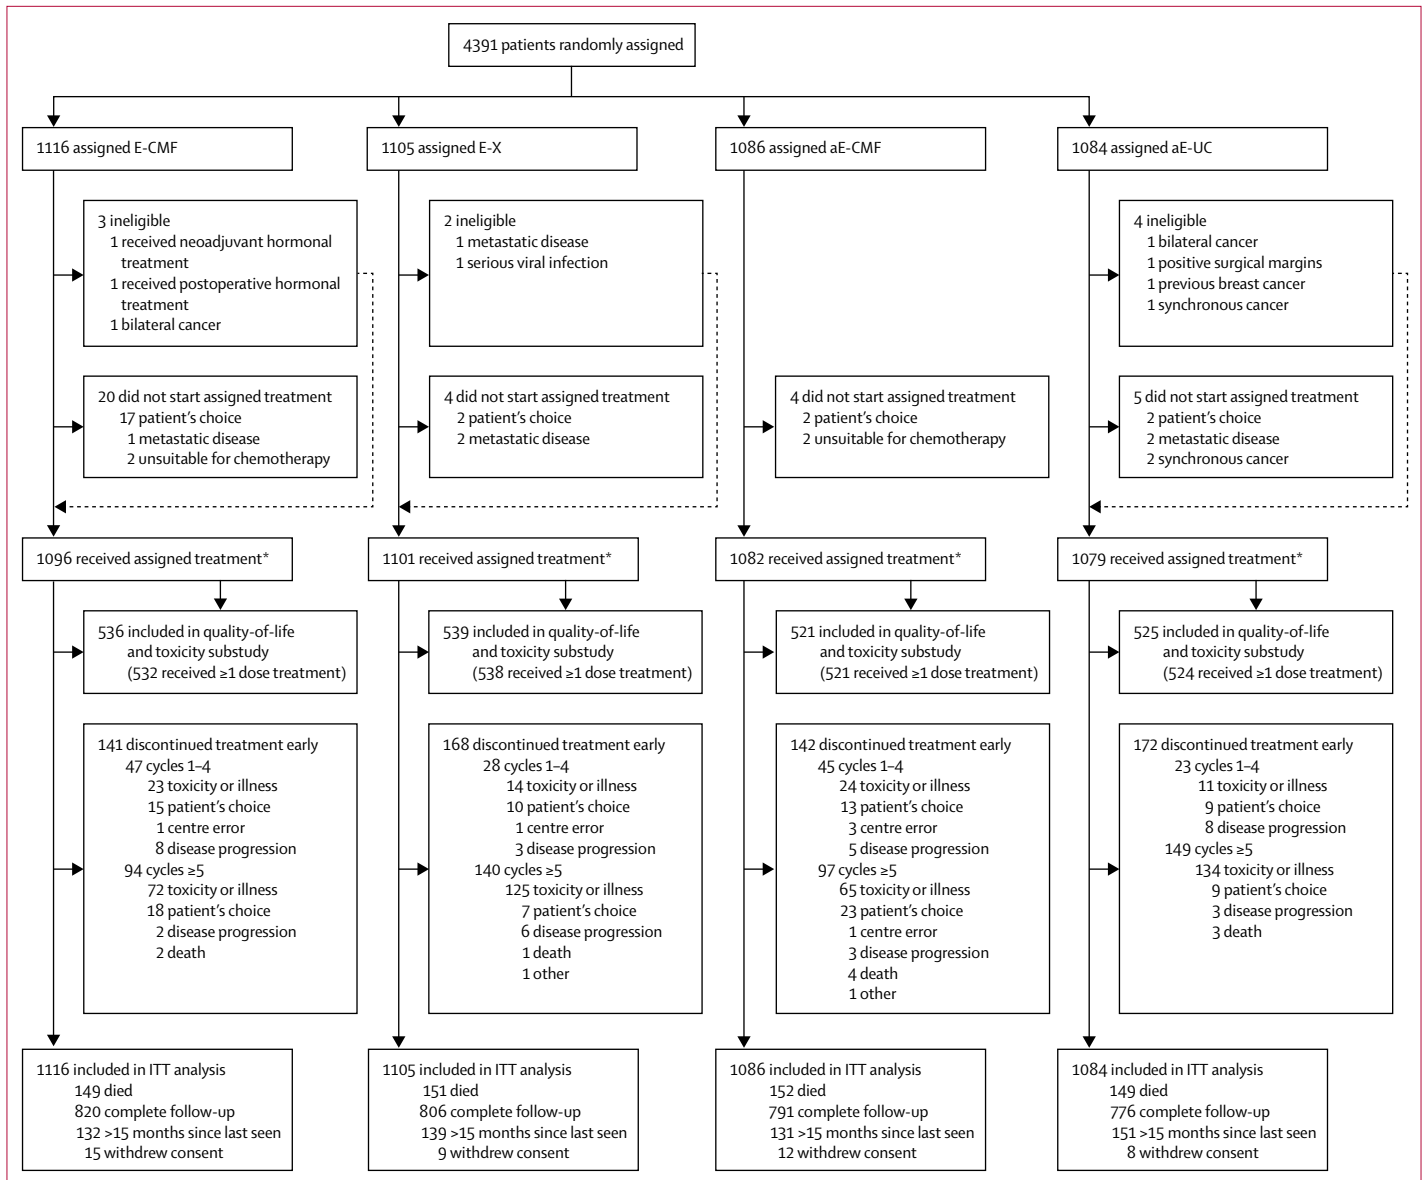 4391 patients randomly assigned
1116 assigned E-CMF
1105 assigned E-X
1086 assigned aE-CMF
1084 assigned aE-UC
3 ineligible
1 received neoadjuvant hormonal
treatment
1 received postoperative hormonal
treatment
1 bilateral cancer
2 ineligible
1 metastatic disease
1 serious viral infection
4 ineligible
1 bilateral cancer
1 positive surgical margins
1 previous breast cancer
1 synchronous cancer
20 did not start assigned treatment
17 patient's choice
1 metastatic disease
2 unsuitable for chemotherapy
4 did not start assigned treatment
2 patient's choice
2 metastatic disease
4 did not start assigned treatment
2 patient's choice
2 unsuitable for chemotherapy
5 did not start assigned treatment
2 patient's choice
2 metastatic disease
2 synchronous cancer
1096 received assigned treatment*
1101 received assigned treatment*
1082 received assigned treatment*
1079 received assigned treatment*
536 included in quality-of-life
and toxicity substudy
(532 received ≥1 dose treatment)
539 included in quality-of-life
and toxicity substudy
(538 received ≥1 dose treatment)
521 included in quality-of-life
and toxicity substudy
(521 received ≥1 dose treatment)
525 included in quality-of-life
and toxicity substudy
(524 received ≥1 dose treatment)
141 discontinued treatment early
47 cycles 1–4
23 toxicity or illness
15 patient's choice
1 centre error
8 disease progression
94 cycles ≥5
72 toxicity or illness
18 patient's choice
2 disease progression
2 death
168 discontinued treatment early
28 cycles 1–4
14 toxicity or illness
10 patient's choice
1 centre error
3 disease progression
140 cycles ≥5
125 toxicity or illness
7 patient's choice
6 disease progression
1 death
1 other
142 discontinued treatment early
45 cycles 1–4
24 toxicity or illness
13 patient's choice
3 centre error
5 disease progression
97 cycles ≥5
65 toxicity or illness
23 patient's choice
1 centre error
3 disease progression
4 death
1 other
172 discontinued treatment early
23 cycles 1–4
11 toxicity or illness
9 patient's choice
8 disease progression
149 cycles ≥5
134 toxicity or illness
9 patient's choice
3 disease progression
3 death
1116 included in ITT analysis
149 died
820 complete follow-up
132 >15 months since last seen
15 withdrew consent
1105 included in ITT analysis
151 died
806 complete follow-up
139 >15 months since last seen
9 withdrew consent
1086 included in ITT analysis
152 died
791 complete follow-up
131 >15 months since last seen
12 withdrew consent
1084 included in ITT analysis
149 died
776 complete follow-up
151 >15 months since last seen
8 withdrew consent